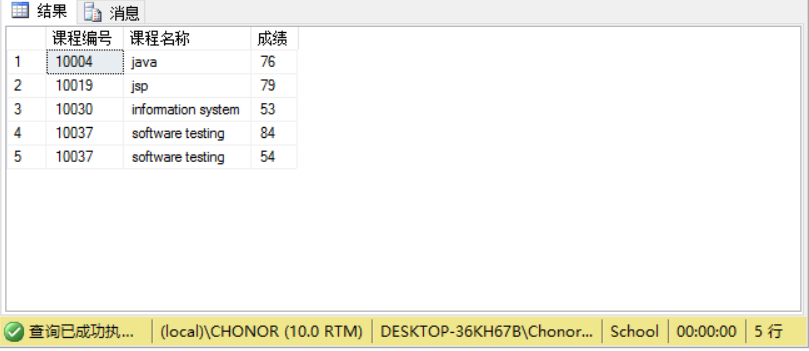 结果 消息
课程编号 课程名称 成绩
1 10004 java 76
2 10019 jsp 79
3 10030 information system 53
4 10037 software testing 84
5 10037 software testing 54
查询已成功执... (local)\CHONOR (10.0 RTM) DESKTOP-36KH67B\Chonor... School 00:00:00 5 行